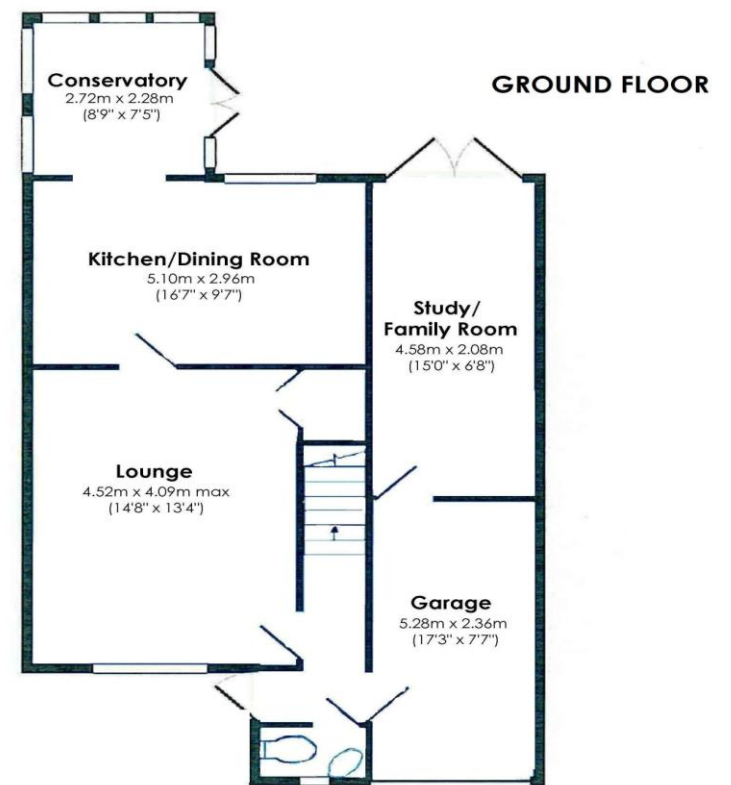 GROUND FLOOR
Conservatory
2.72m x 2.28m
(8'9" x 7'5")
Kitchen/Dining Room
5.10m x 2.96m
(16'7" x 9'7")
Study/
Family Room
4.58m x 2.08m
(15'0" x 6'8")
Lounge
4.52m x 4.09m max
(14'8" x 13'4")
Garage
5.28m x 2.36m
(17'3" x 7'7")